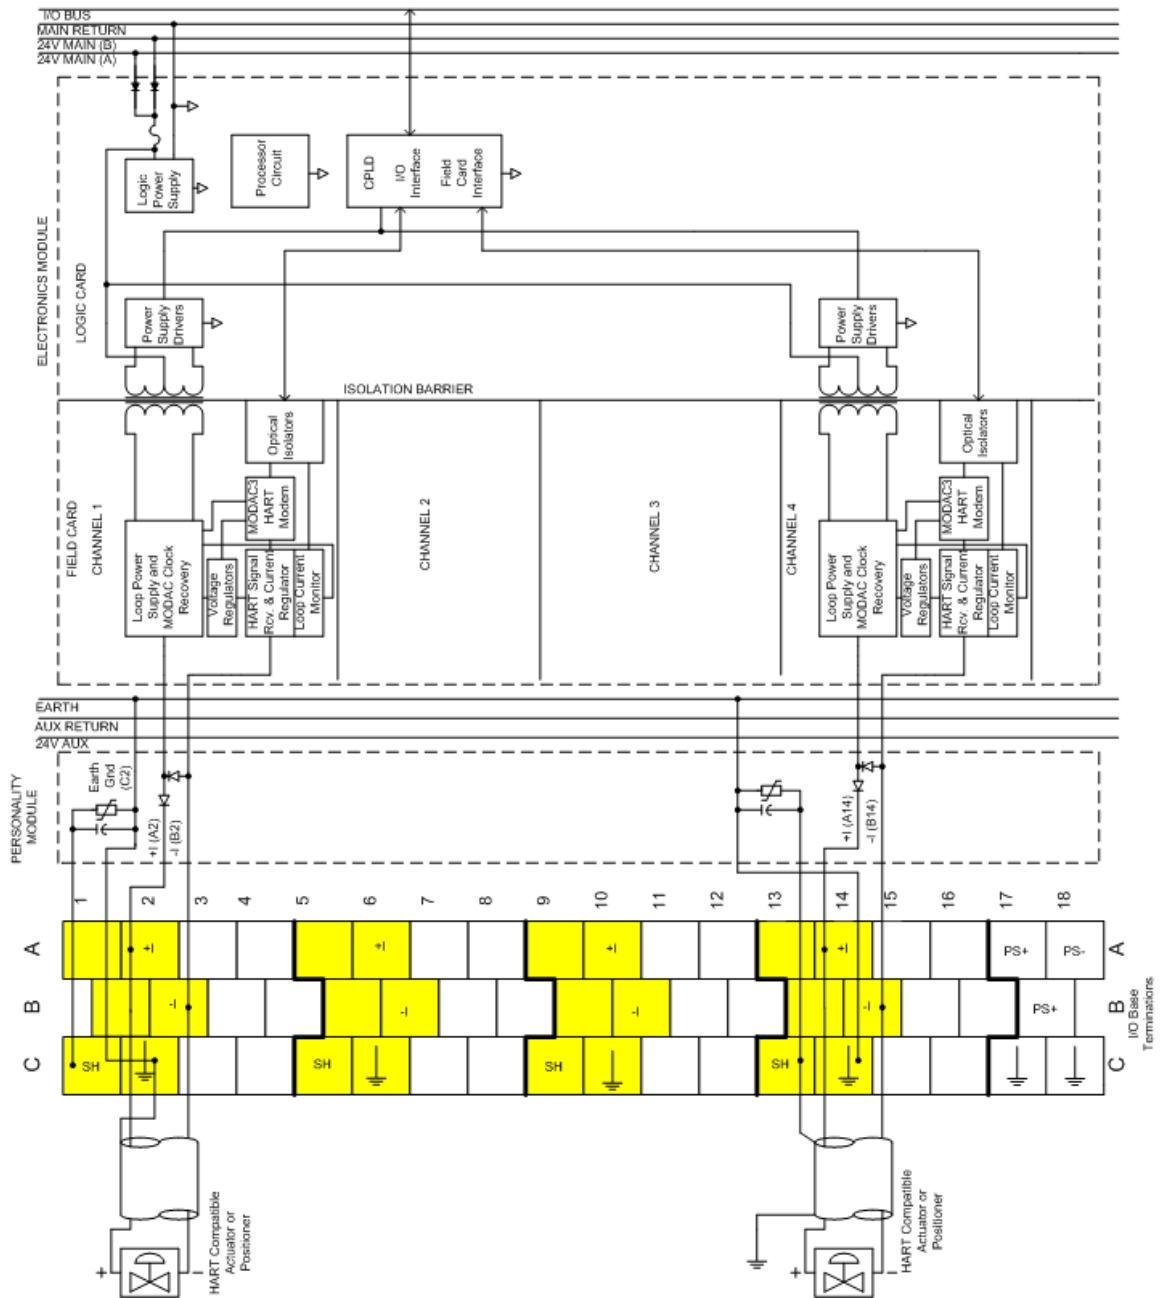 I/O BUS
MAIN RETURN
24V MAIN (B)
24V MAIN (A)
ELECTRONICS MODULE
LOGIC CARD
Logic
Power
Supply
Processor
Circuit
CPLD
I/O
Interface
Field
Card
Interface
Power
Supply
Drivers
Power
Supply
Drivers
ISOLATION BARRIER
FIELD CARD
CHANNEL 1
Optical
Isolators
MODAC3
HART
Modem
Loop Power
Supply and
MODAC Clock
Recovery
Voltage
Regulators
HART Signal
Rcv. & Current
Regulator
Loop Current
Monitor
CHANNEL 2
CHANNEL 3
CHANNEL 4
Optical
Isolators
MODAC3
HART
Modem
Loop Power
Supply and
MODAC Clock
Recovery
Voltage
Regulators
HART Signal
Rcv. & Current
Regulator
Loop Current
Monitor
EARTH
AUX RETURN
24V AUX
PERSONALITY
MODULE
Earth
Gnd
(C2)
+I (A2)
-I (B2)
+I (A14)
-I (B14)
1 2 3 4 5 6 7 8 9 10 11 12 13 14 15 16 17 18
A +I +I +I +I PS+ PS- A
B -I -I -I -I PS+ B
C SH SH SH SH C
I/O Base
Terminations
+ -
HART Compatible
Actuator or
Positioner
+ -
HART Compatible
Actuator or
Positioner